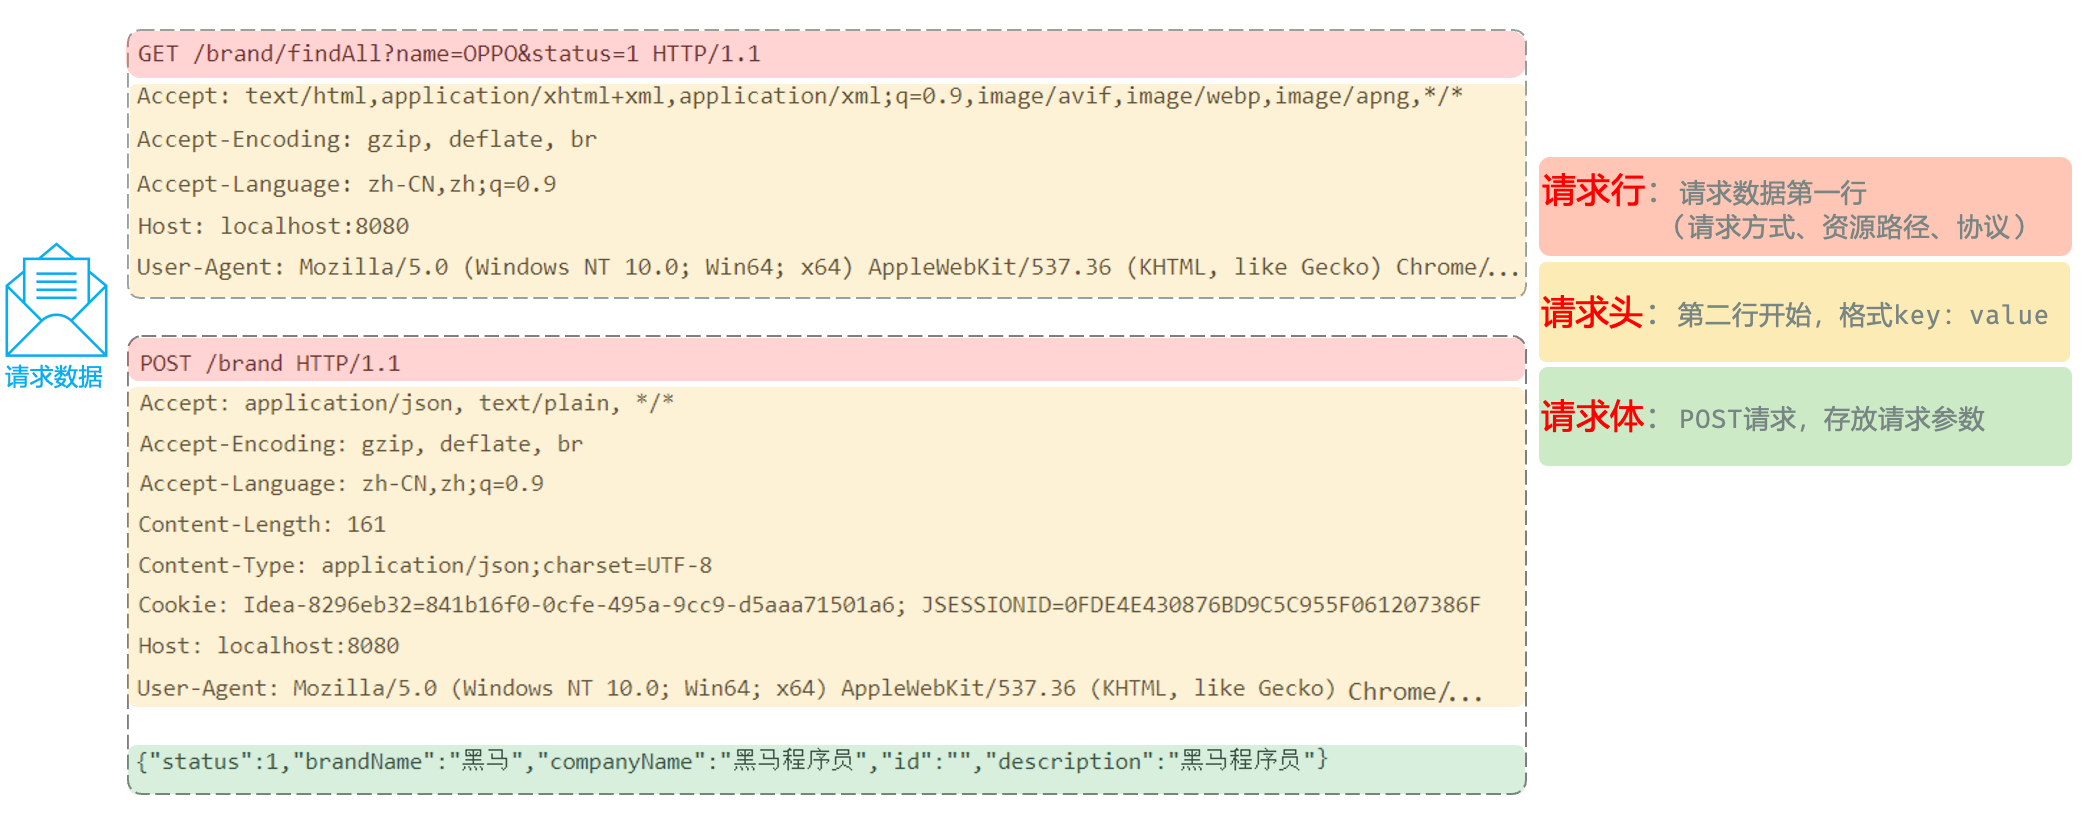 GET /brand/findAll?name=OPPO&status=1 HTTP/1.1
Accept: text/html,application/xhtml+xml,application/xml;q=0.9,image/avif,image/webp,image/apng,*/*
Accept-Encoding: gzip, deflate, br
Accept-Language: zh-CN,zh;q=0.9
Host: localhost:8080
User-Agent: Mozilla/5.0 (Windows NT 10.0; Win64; x64) AppleWebKit/537.36 (KHTML, like Gecko) Chrome/...
请求数据
POST /brand HTTP/1.1
Accept: application/json, text/plain, */*
Accept-Encoding: gzip, deflate, br
Accept-Language: zh-CN,zh;q=0.9
Content-Length: 161
Content-Type: application/json;charset=UTF-8
Cookie: Idea-8296eb32=841b16f0-0cfe-495a-9cc9-d5aaa71501a6; JSESSIONID=0FDE4E430876BD9C5C955F061207386F
Host: localhost:8080
User-Agent: Mozilla/5.0 (Windows NT 10.0; Win64; x64) AppleWebKit/537.36 (KHTML, like Gecko) Chrome/...
{"status":1,"brandName":"黑马","companyName":"黑马程序员","id":"","description":"黑马程序员"}
请求行：请求数据第一行
（请求方式、资源路径、协议）
请求头：第二行开始，格式key：value
请求体：POST请求，存放请求参数